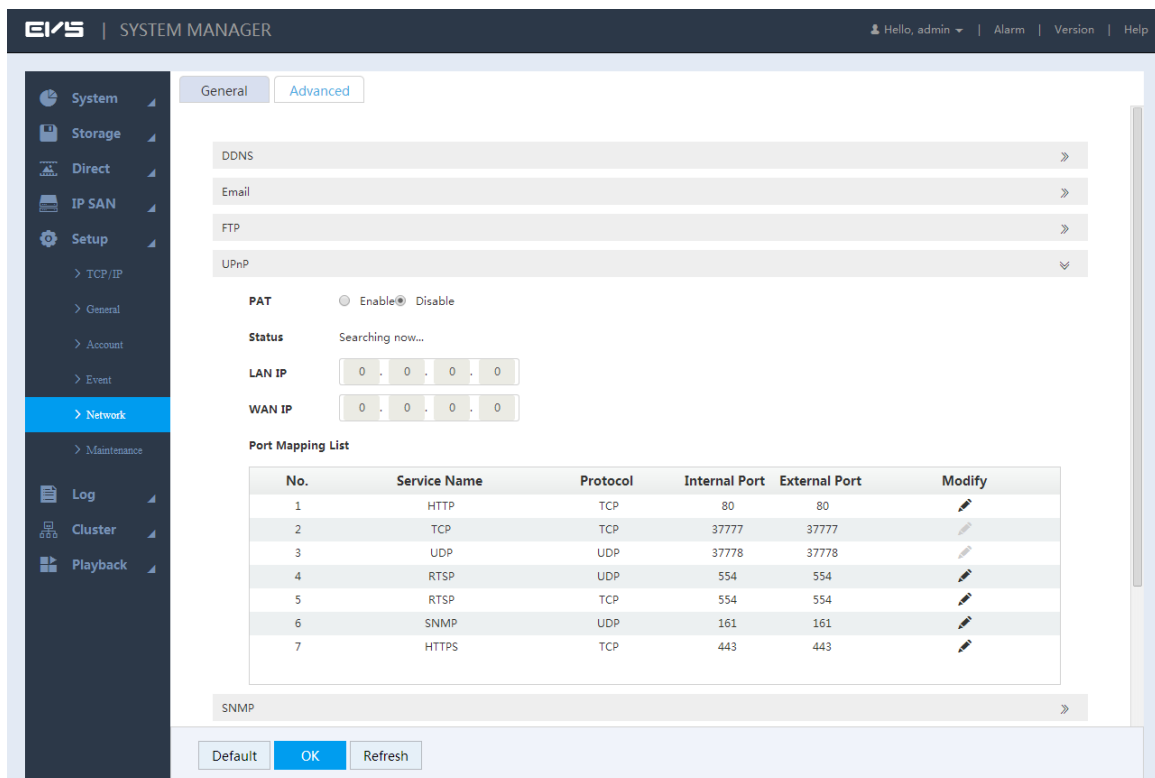 EVS | SYSTEM MANAGER
Hello, admin | Alarm | Version | Help
System
Storage
Direct
IP SAN
Setup
> TCP/IP
> General
> Account
> Event
> Network
> Maintenance
Log
Cluster
Playback
General Advanced
DDNS
Email
FTP
UPnP
PAT Enable Disable
Status Searching now...
LAN IP 0 . 0 . 0 . 0
WAN IP 0 . 0 . 0 . 0
Port Mapping List
No. Service Name Protocol Internal Port External Port Modify
1 HTTP TCP 80 80
2 TCP TCP 37777 37777
3 UDP UDP 37778 37778
4 RTSP UDP 554 554
5 RTSP TCP 554 554
6 SNMP UDP 161 161
7 HTTPS TCP 443 443
SNMP
Default OK Refresh